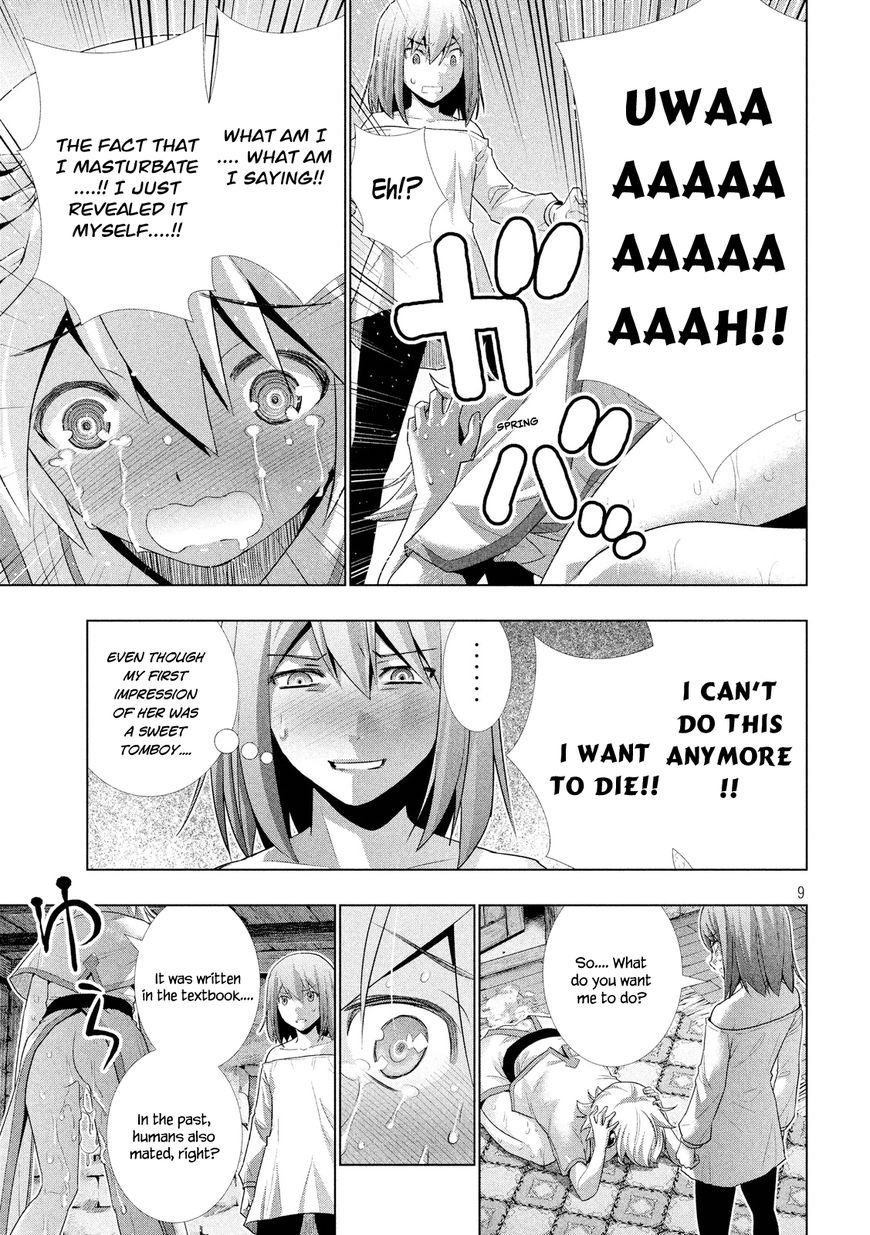 UWAA
AAAAA
AAAAA
AAAH!!
Eh!?
ガ
バ
SPRING
WHAT AM I
.... WHAT AM
I SAYING!!
THE FACT THAT
I MASTURBATE
....!! I JUST
REVEALED IT
MYSELF....!!
I CAN'T
DO THIS
ANYMORE
!!
I WANT
TO DIE!!
......
EVEN THOUGH
MY FIRST
IMPRESSION
OF HER WAS
A SWEET
TOMBOY....
9
So.... What
do you want
me to do?
It was written
in the textbook....
In the past,
humans also
mated, right?
ゆら